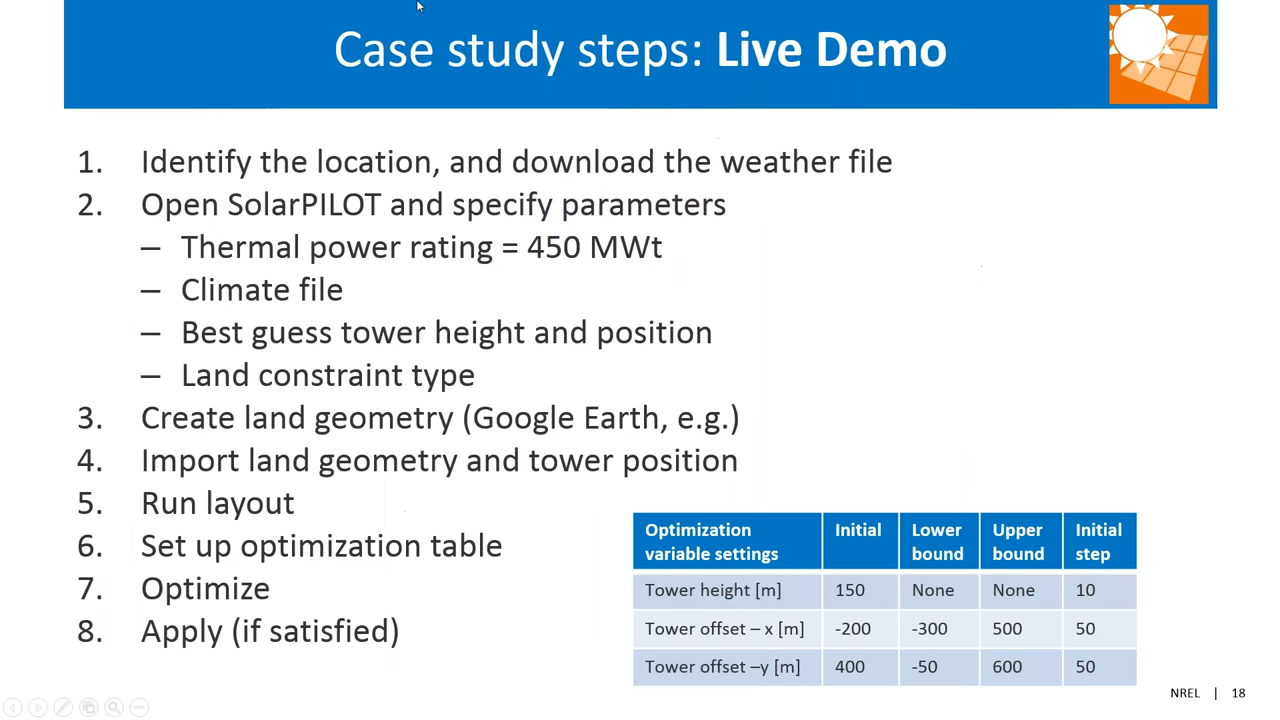 Case study steps: Live Demo
1. Identify the location, and download the weather file
2. Open SolarPILOT and specify parameters
– Thermal power rating = 450 MWt
– Climate file
– Best guess tower height and position
– Land constraint type
3. Create land geometry (Google Earth, e.g.)
4. Import land geometry and tower position
5. Run layout
6. Set up optimization table
7. Optimize
8. Apply (if satisfied)
Optimization variable settings Initial Lower bound Upper bound Initial step
Tower height [m] 150 None None 10
Tower offset – x [m] -200 -300 500 50
Tower offset –y [m] 400 -50 600 50
NREL | 18